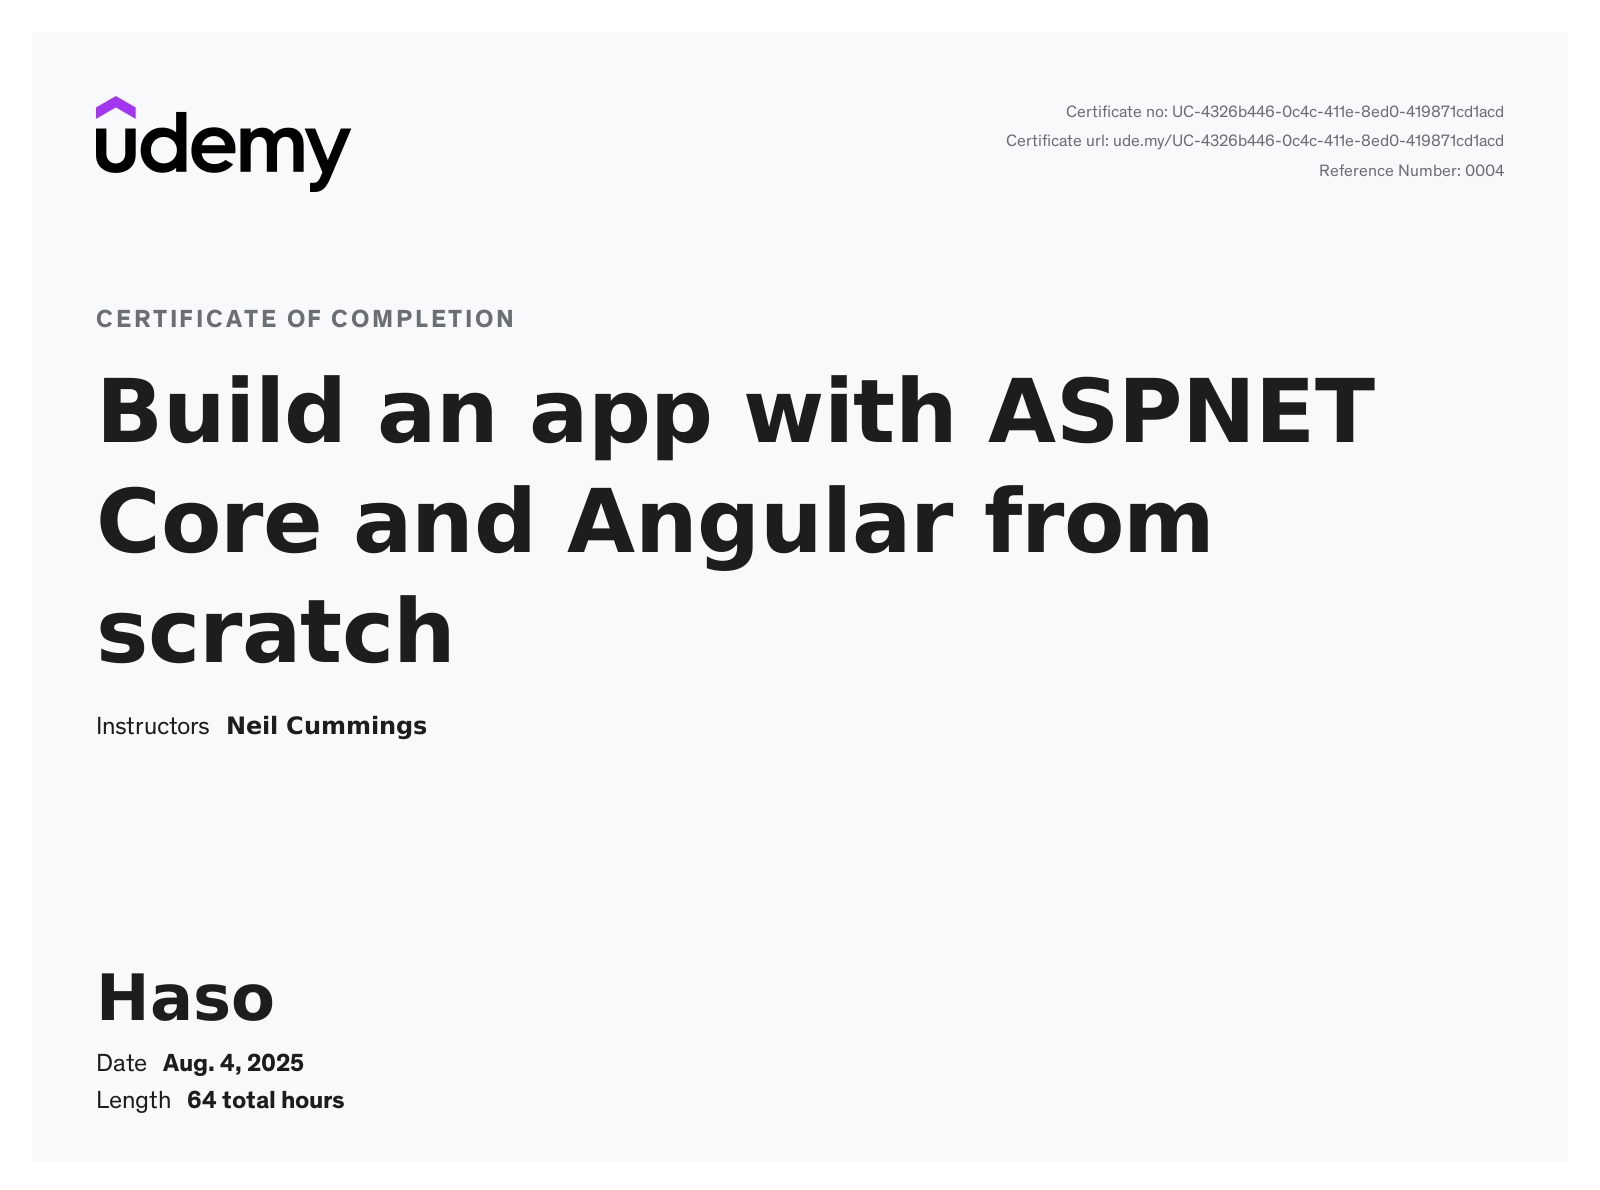 udemy
Certificate no: UC-4326b446-0c4c-411e-8ed0-419871cd1acd
Certificate url: ude.my/UC-4326b446-0c4c-411e-8ed0-419871cd1acd
Reference Number: 0004
CERTIFICATE OF COMPLETION
Build an app with ASPNET
Core and Angular from
scratch
Instructors Neil Cummings
Haso
Date Aug. 4, 2025
Length 64 total hours